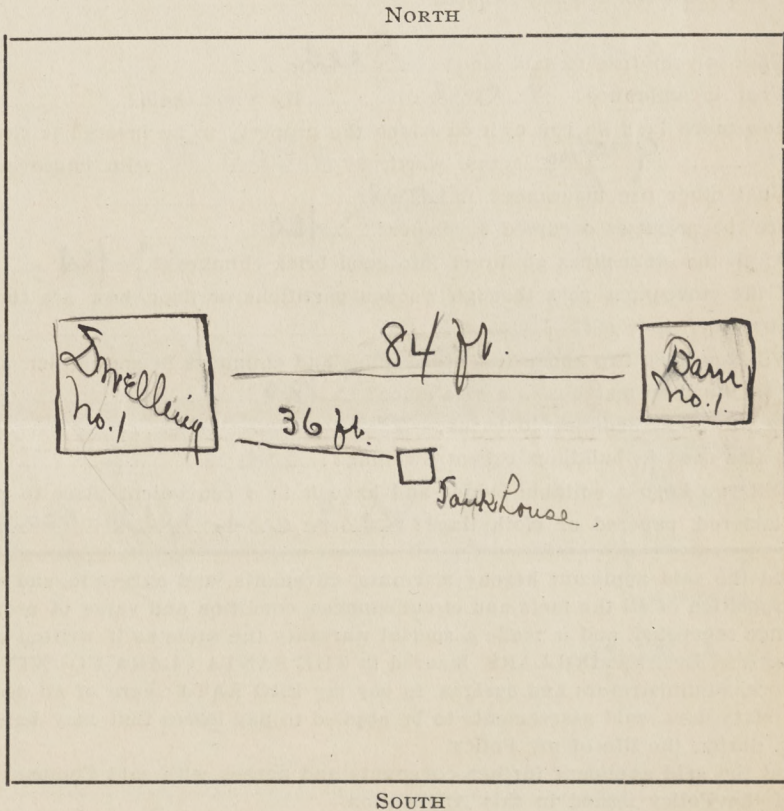 NORTH
Dwelling
No. 1
84 ft.
Barn
No. 1.
36 ft.
Tank House.
SOUTH